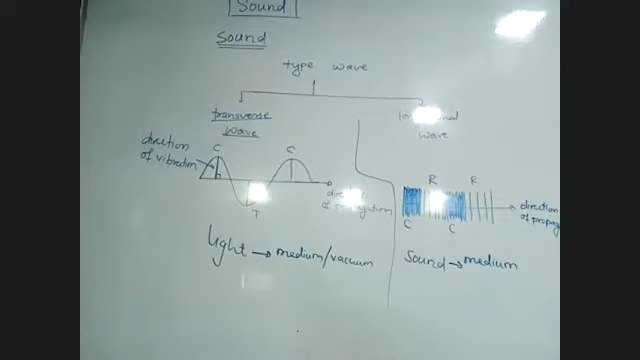 Sound
Sound
type wave
transverse
wave
wave
direction
of vibration
C
C
T
direction
of propagation
R
R
C
C
direction
of propag
Light → medium/vacuum
Sound → medium